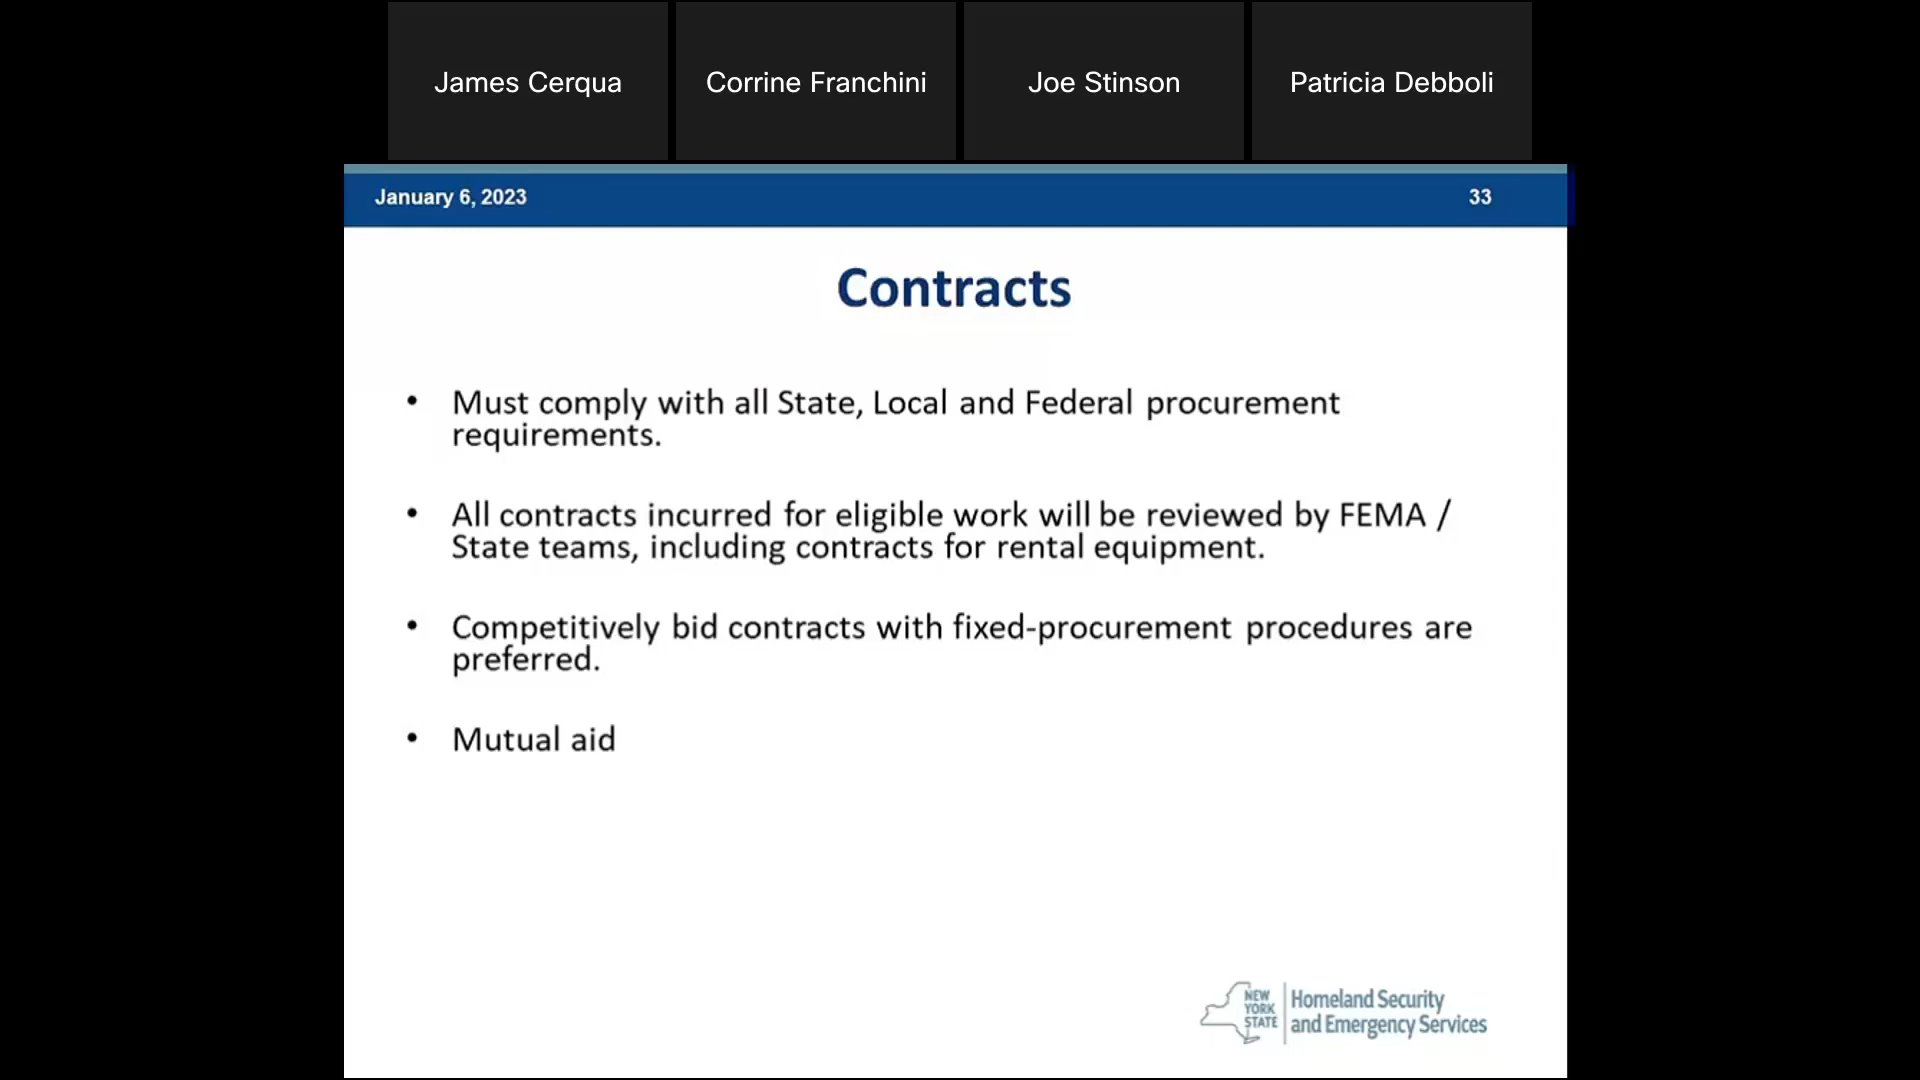 James Cerqua
Corrine Franchini
Joe Stinson
Patricia Debboli
January 6, 2023
33
Contracts
• Must comply with all State, Local and Federal procurement
requirements.
• All contracts incurred for eligible work will be reviewed by FEMA /
State teams, including contracts for rental equipment.
• Competitively bid contracts with fixed-procurement procedures are
preferred.
• Mutual aid
NEW
YORK
STATE
Homeland Security
and Emergency Services